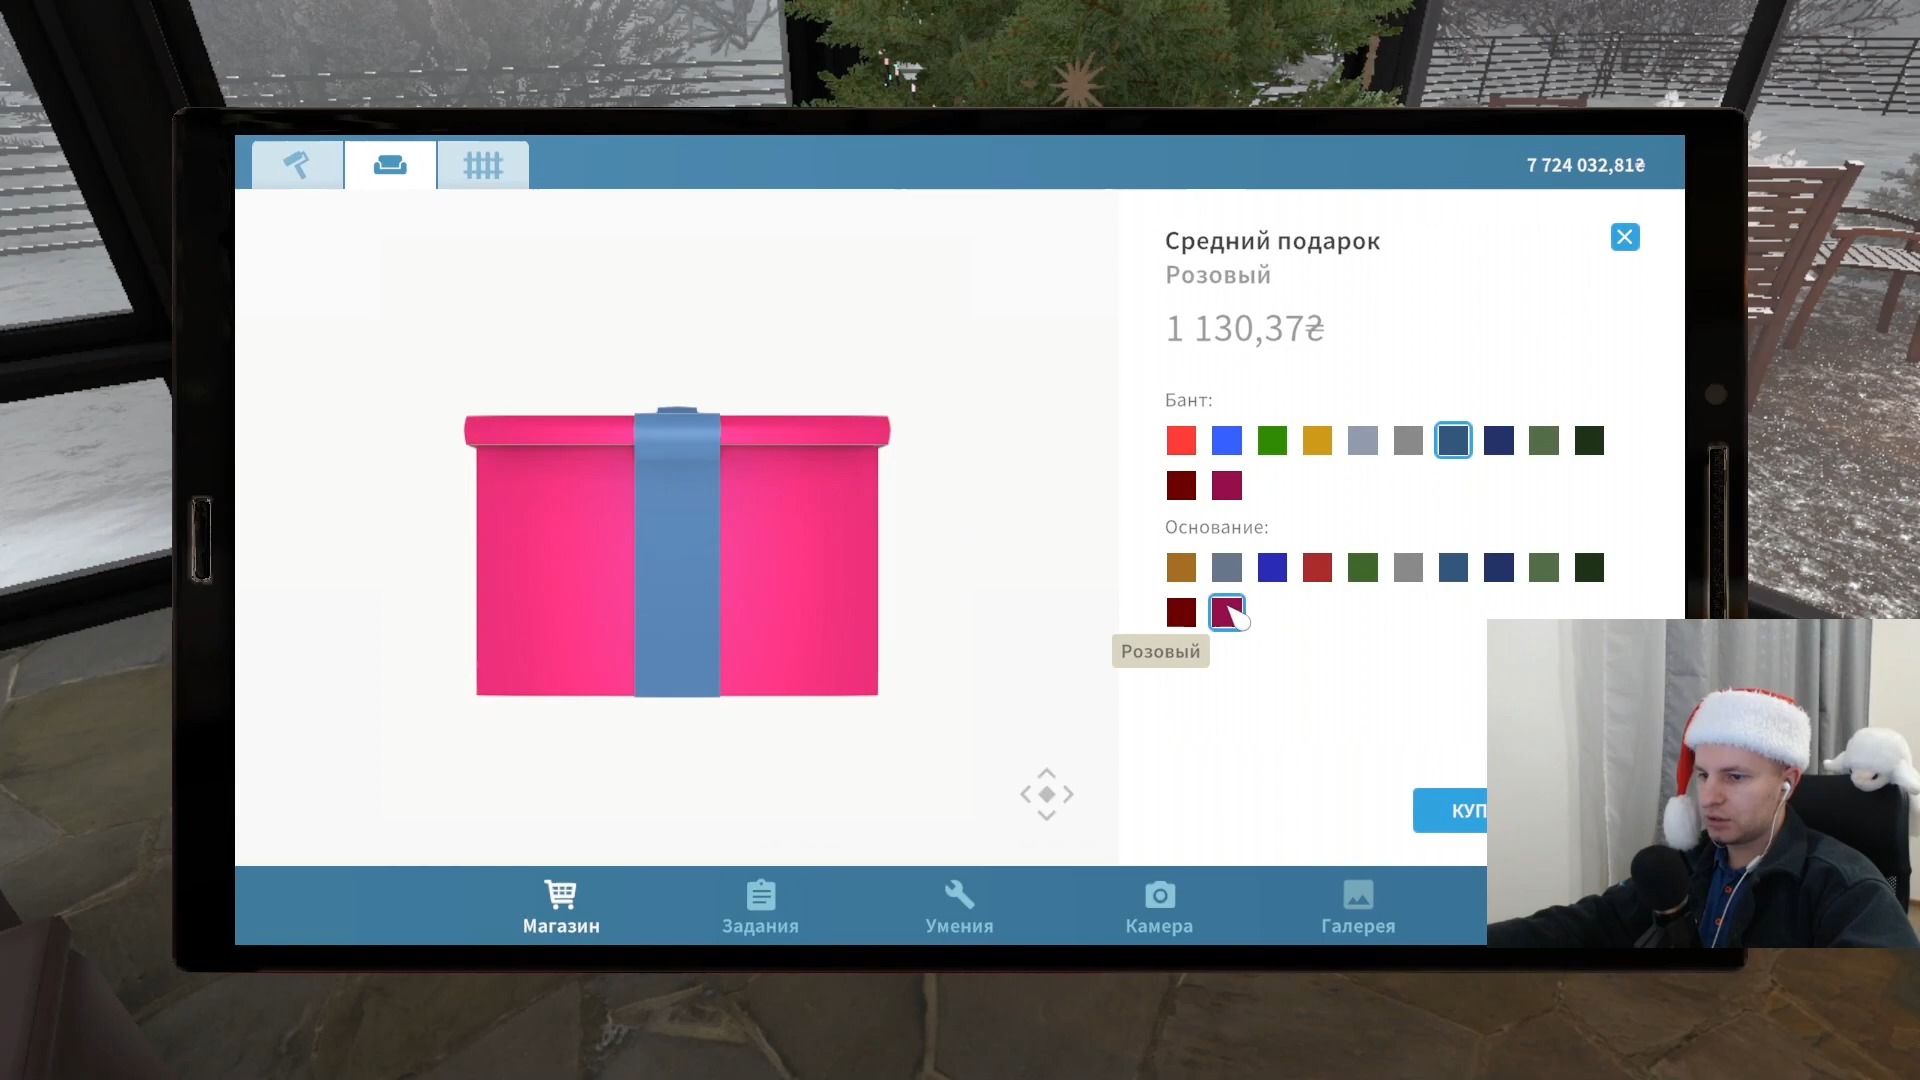 7 724 032,81₴
Средний подарок
Розовый
1 130,37₴
Бант:
Основание:
Розовый
КУП
Магазин
Задания
Умения
Камера
Галерея